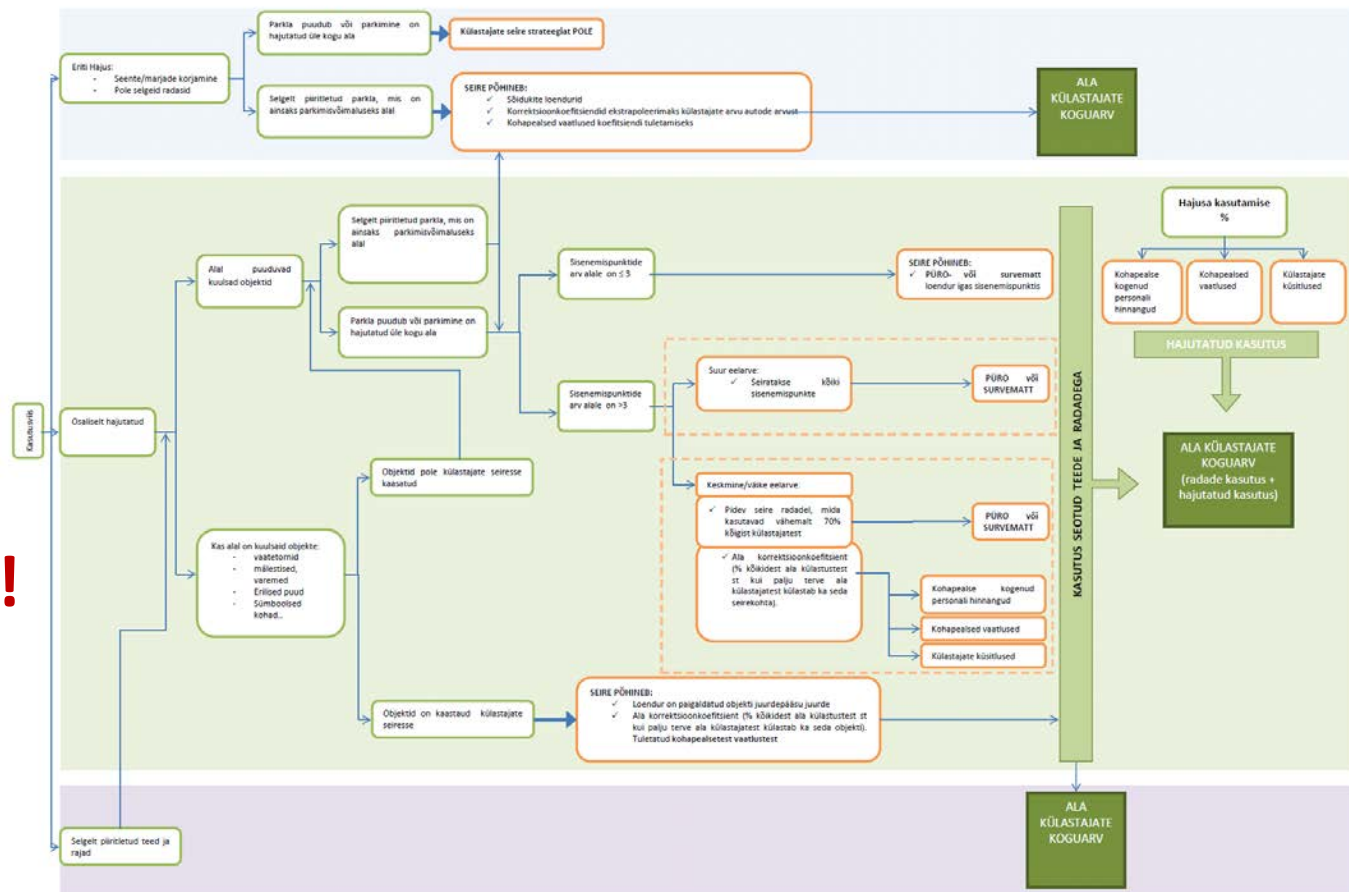 Parkla puudub või parkimine on
hajutatud üle kogu ala
Külastajate seire strateegiat POLE
Eriti Hajus:
- Seente/marjade korjamine
- Pole selgeid radasid
Selgelt piiritletud parkla, mis on
ainsaks parkimisvõimaluseks alal
SEIRE PÕHINEB:
✓ Sõidukite loendurid
✓ Korrektsioonkoefitsiendid ekstrapoleerimaks külastajate arvu autode arvust
✓ Kohapealsed vaatlused koefitsiendi tuletamiseks
ALA
KÜLASTAJATE
KOGUARV
Kasutusviis
Osaliselt hajutatud
Alal puuduvad
kuulsad objektid
Selgelt piiritletud parkla, mis on
ainsaks parkimisvõimaluseks
alal
Parkla puudub või parkimine on
hajutatud üle kogu ala
Sisenemispunktide
arv alale on ≤ 3
SEIRE PÕHINEB:
✓ PÜRO- või survematt
loendur igas sisenemispunktis
Sisenemispunktide
arv alale on >3
Suur eelarve:
✓ Seiratakse kõiki
sisenemispunkte
PÜRO või
SURVEMATT
Keskmine/väike eelarve:
✓ Pidev seire radadel, mida
kasutavad vähemalt 70%
kõigist külastajatest
PÜRO või
SURVEMATT
✓ Ala korrektsioonkoefitsient
(% kõikidest ala külastustest
st kui palju terve ala
külastajatest külastab ka seda
seirekohta).
Kohapealse kogenud
personali hinnangud
Kohapealsed vaatlused
Külastajate küsitlused
Objektid pole külastajate seiresse
kaasatud
Kas alal on kuulsaid objekte:
- vaatetornid
- mälestised,
varemed
- Erilised puud
- Sümboolsed
kohad...
!
Objektid on kaastaud külastajate
seiresse
SEIRE PÕHINEB:
✓ Loendur on paigaldatud objekti juurdepääsu juurde
✓ Ala korrektsioonkoefitsient (% kõikidest ala külastustest st
kui palju terve ala külastajatest külastab ka seda objekti).
Tuletatud kohapealsetest vaatlustest
KASUTUS SEOTUD TEEDE JA RADADEGA
Hajusa kasutamise
%
Kohapealse
kogenud
personali
hinnangud
Kohapealsed
vaatlused
Külastajate
küsitlused
HAJUTATUD KASUTUS
ALA KÜLASTAJATE
KOGUARV
(radade kasutus +
hajutatud kasutus)
Selgelt piiritletud teed ja
rajad
ALA
KÜLASTAJATE
KOGUARV